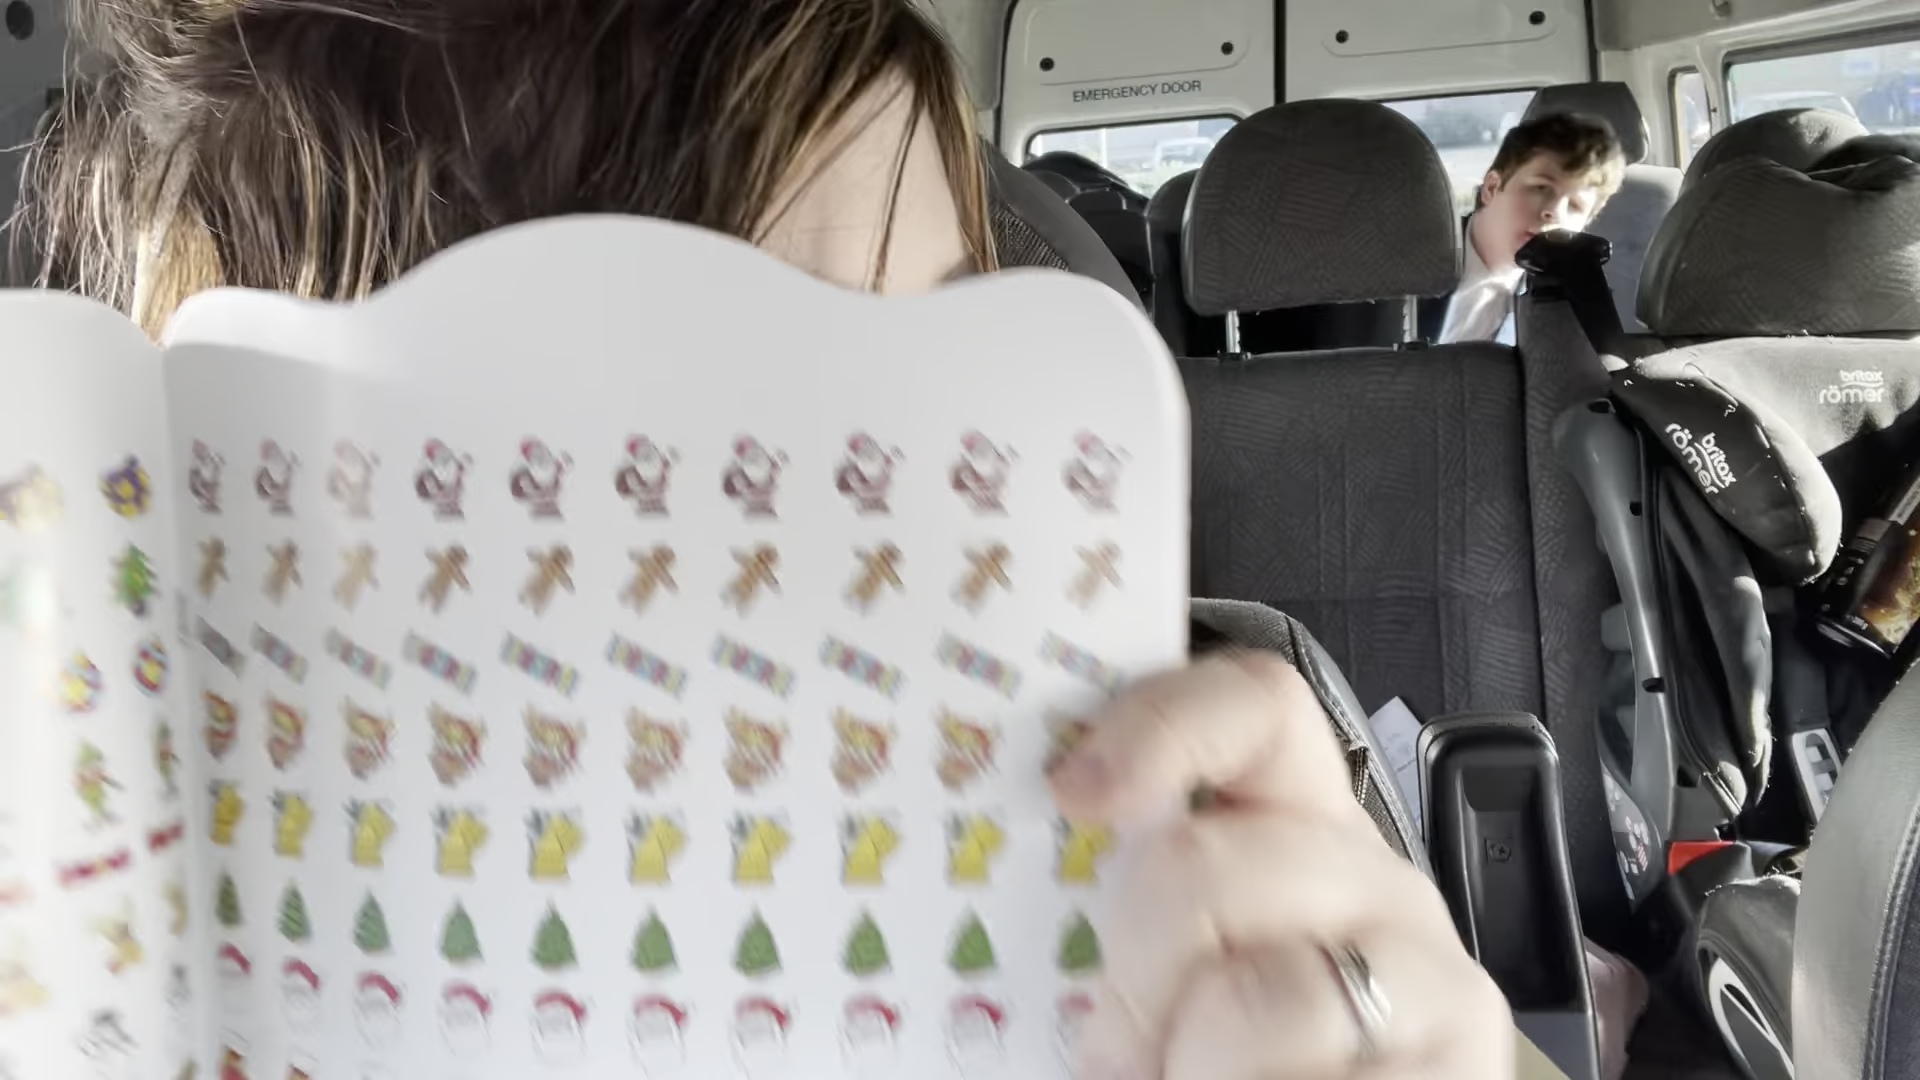 EMERGENCY DOOR
britax
römer
britax
römer